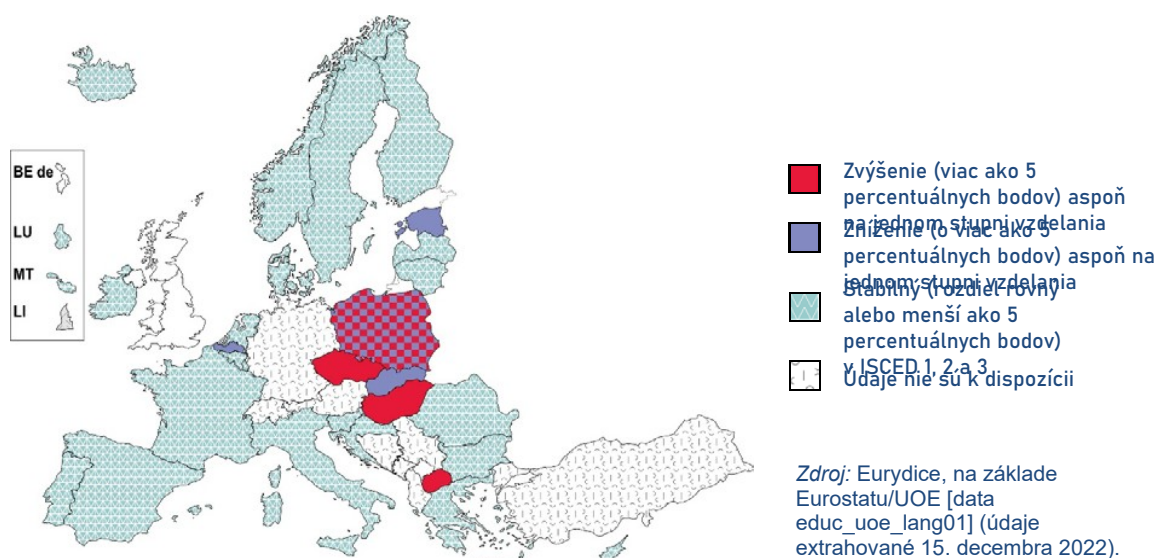 BE de
LU
MT
LI
Zvýšenie (viac ako 5
percentuálnych bodov) aspoň
na jednom stupni vzdelania
Zníženie (o viac ako 5
percentuálnych bodov) aspoň na
jednom stupni vzdelania
Stabilný (rozdiel rovný
alebo menší ako 5
percentuálnych bodov)
v ISCED 1, 2 a 3
Údaje nie sú k dispozícii
Zdroj: Eurydice, na základe
Eurostatu/UOE [data
educ_uoe_lang01] (údaje
extrahované 15. decembra 2022).